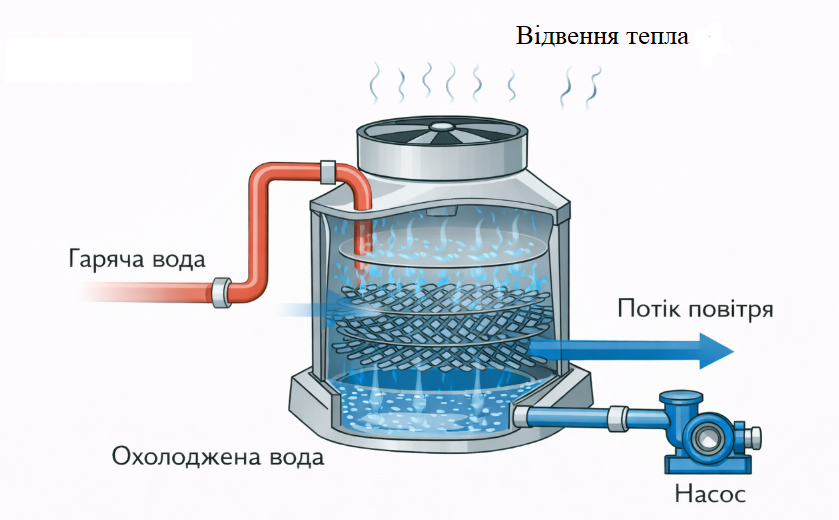 Відвення тепла
Гаряча вода
Потік повітря
Охолоджена вода
Насос